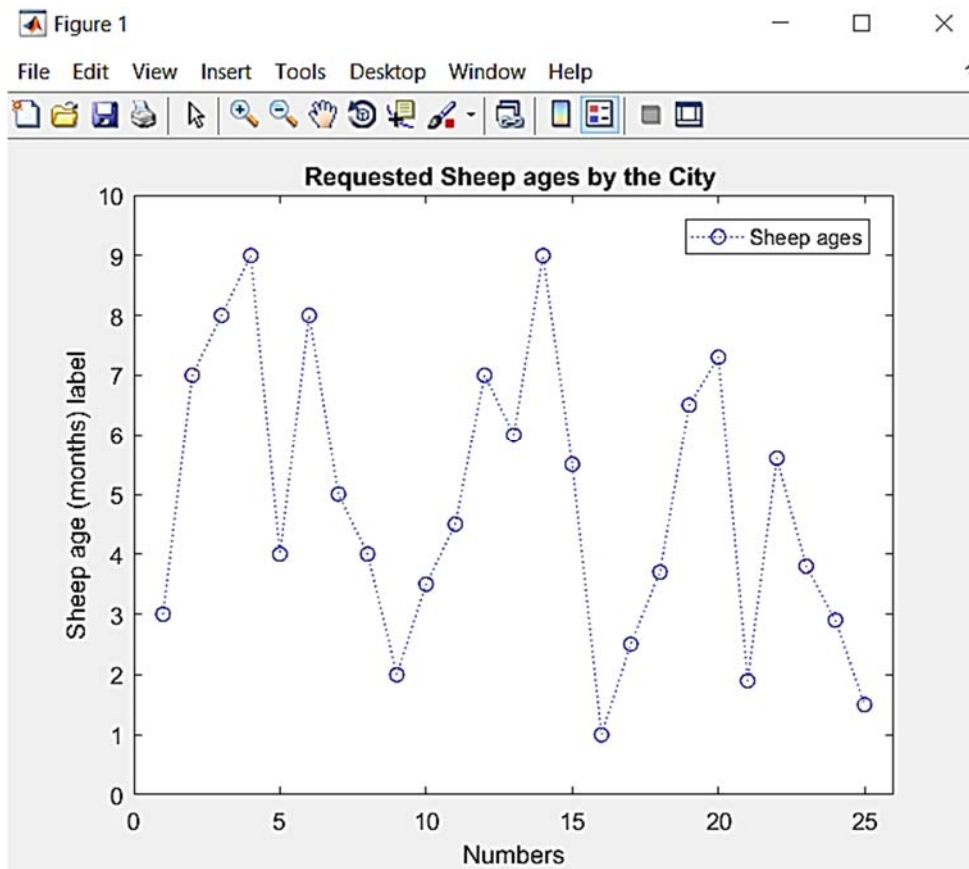 Figure 1
File Edit View Insert Tools Desktop Window Help
Requested Sheep ages by the City
Sheep ages
10
9
8
7
6
5
4
3
2
1
0
Sheep age (months) label
0 5 10 15 20 25
Numbers